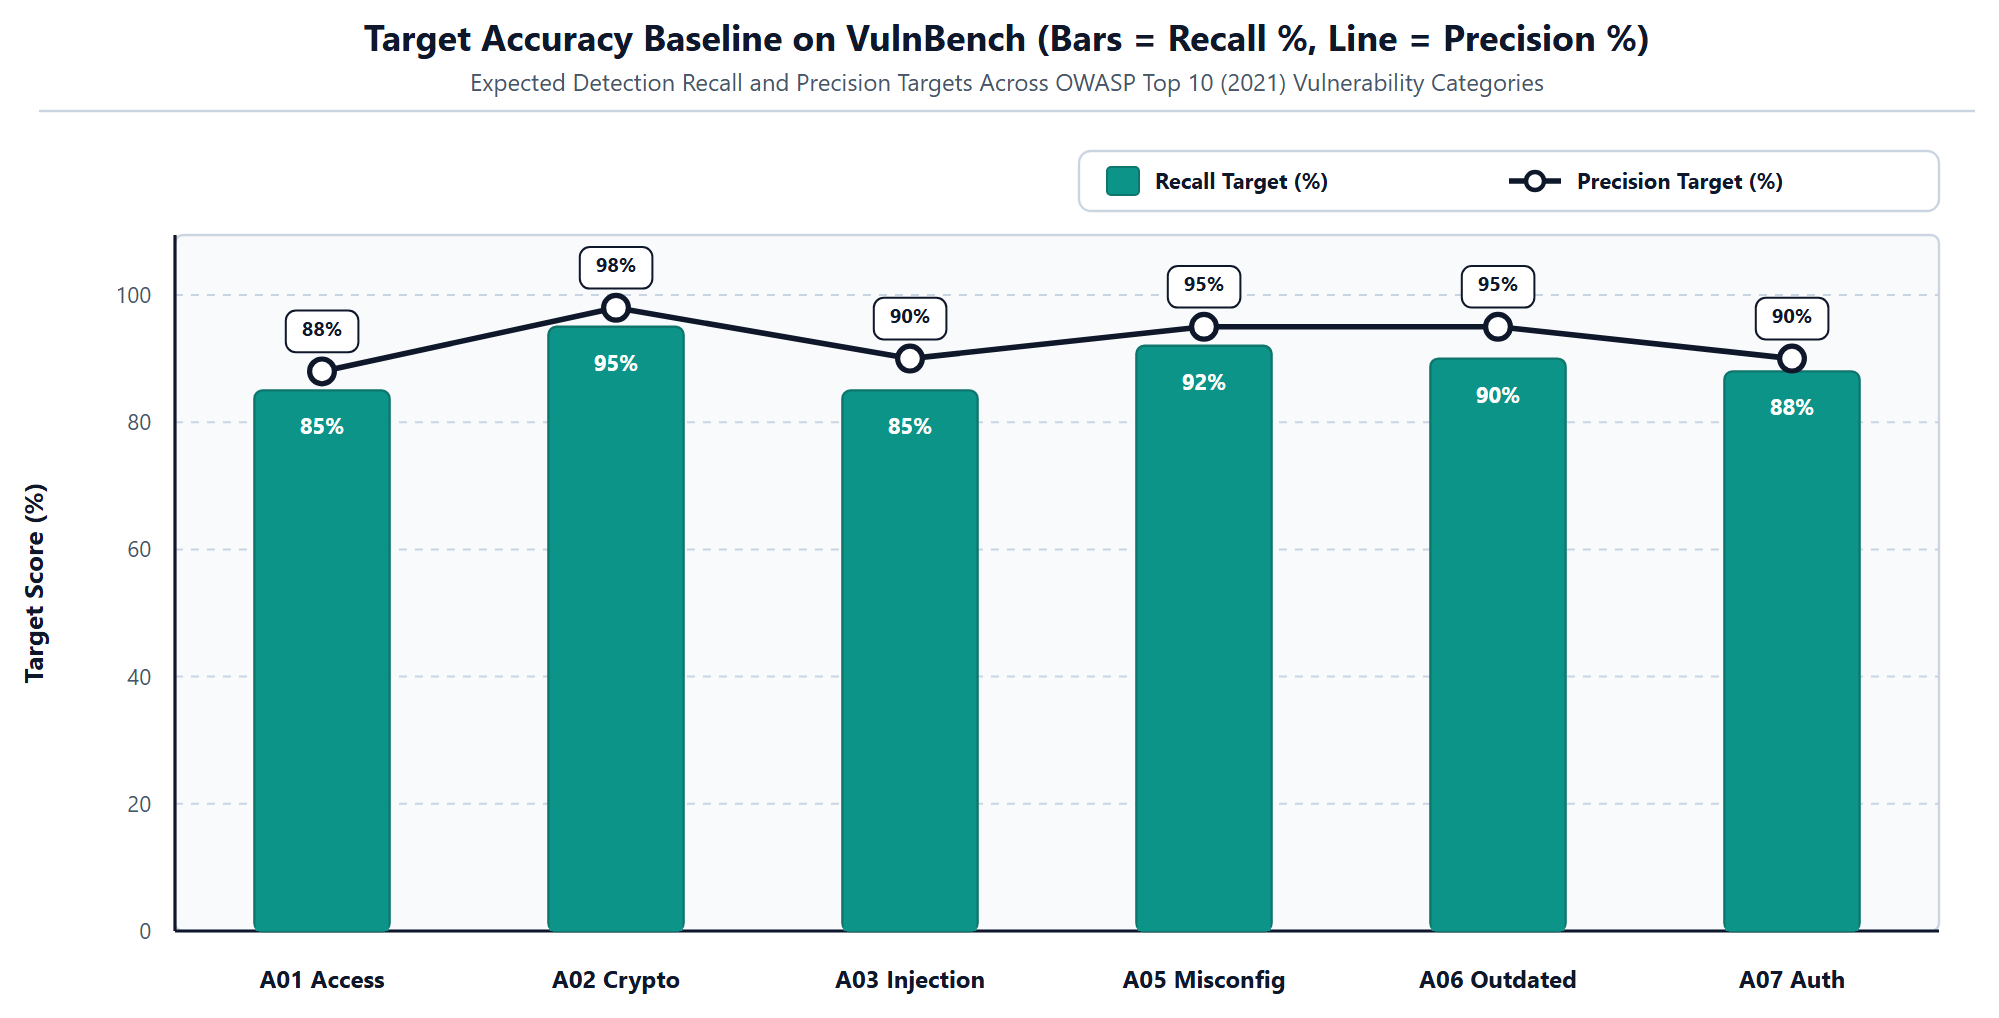 Target Accuracy Baseline on VulnBench (Bars = Recall %, Line = Precision %)
Expected Detection Recall and Precision Targets Across OWASP Top 10 (2021) Vulnerability Categories
Recall Target (%)
Precision Target (%)
Target Score (%)
100
80
60
40
20
0
88%
98%
90%
95%
95%
90%
85%
95%
85%
92%
90%
88%
A01 Access
A02 Crypto
A03 Injection
A05 Misconfig
A06 Outdated
A07 Auth